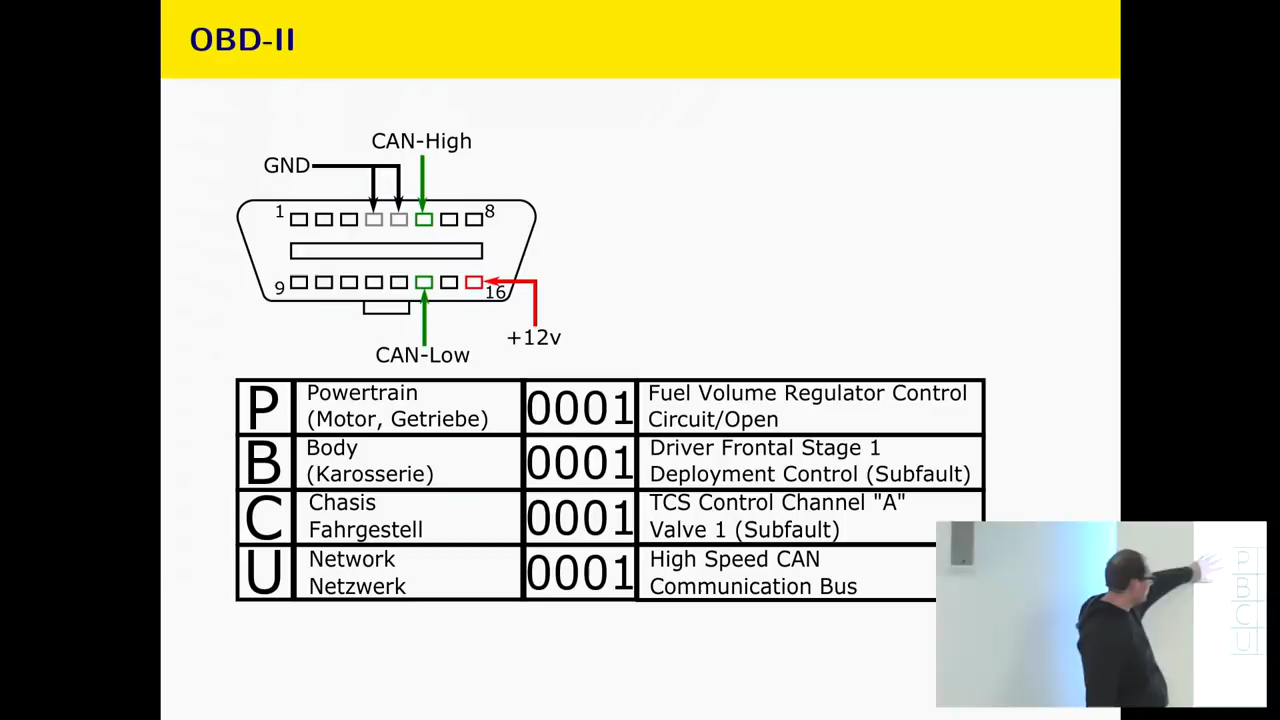 OBD-II
CAN-High
GND
1
8
9
16
+12v
CAN-Low
P
Powertrain
(Motor, Getriebe)
0001
Fuel Volume Regulator Control
Circuit/Open
B
Body
(Karosserie)
0001
Driver Frontal Stage 1
Deployment Control (Subfault)
C
Chasis
Fahrgestell
0001
TCS Control Channel "A"
Valve 1 (Subfault)
U
Network
Netzwerk
0001
High Speed CAN
Communication Bus
P
B
C
U